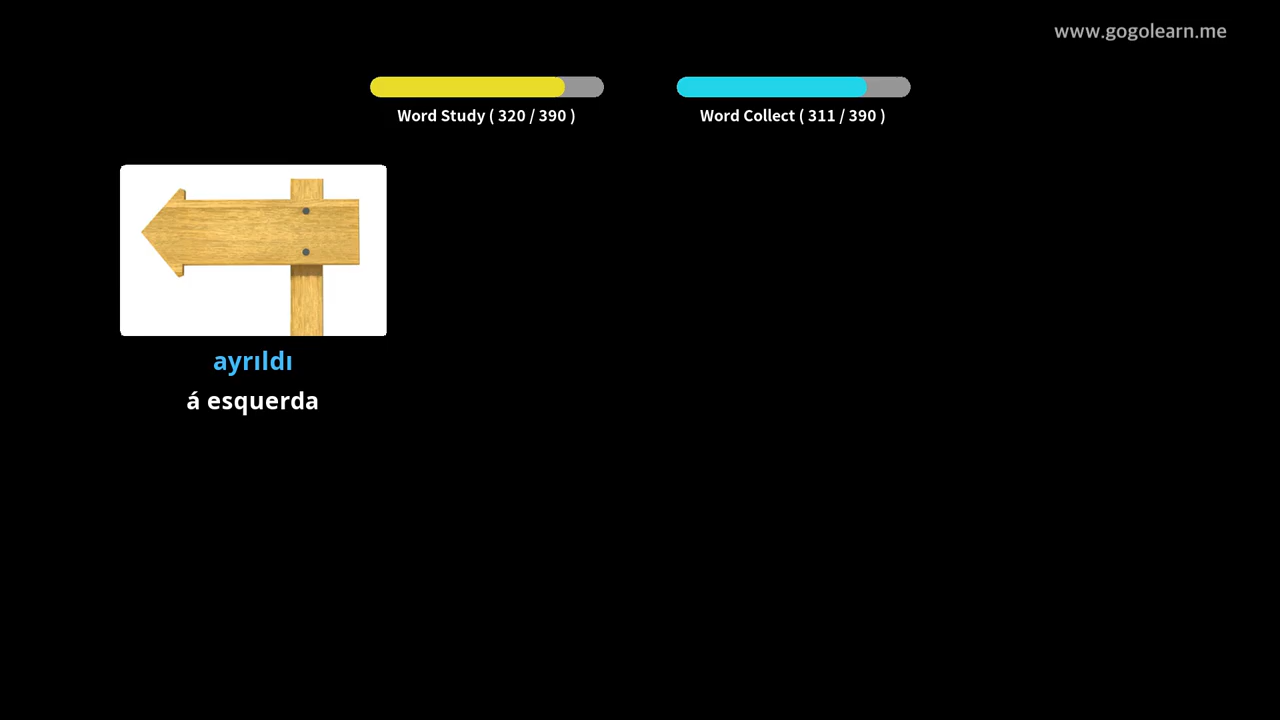 www.gogolearn.me
Word Study ( 320 / 390 )
Word Collect ( 311 / 390 )
ayrıldı
á esquerda